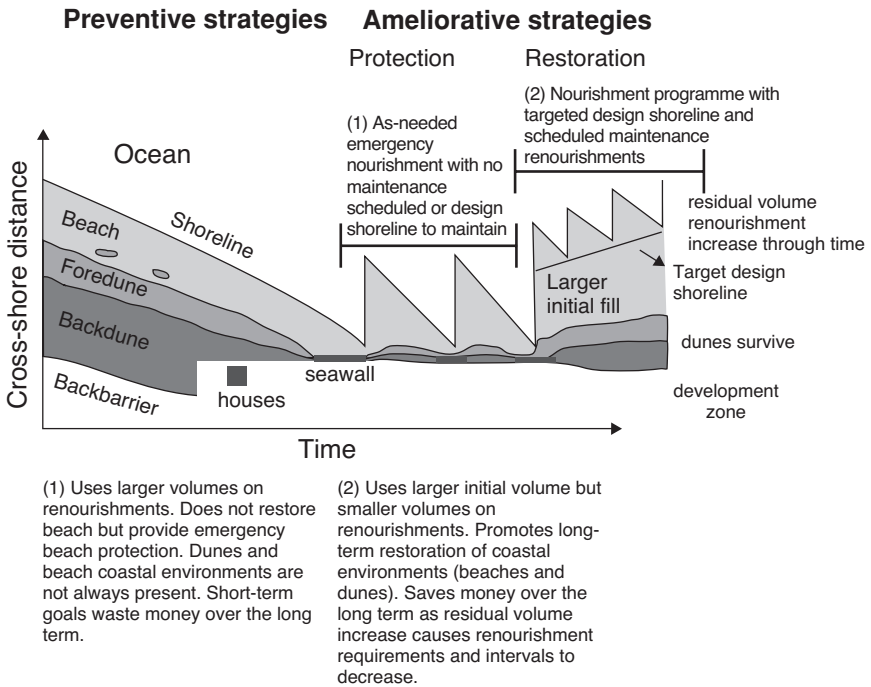 Preventive strategies
Ameliorative strategies
Protection
Restoration
(2) Nourishment programme with
targeted design shoreline and
scheduled maintenance
renourishments
(1) As-needed
emergency
nourishment with no
maintenance
scheduled or design
shoreline to maintain
Cross-shore distance
Ocean
Beach
Shoreline
Foredune
Backdune
Backbarrier
houses
seawall
Larger
initial fill
residual volume
renourishment
increase through time
Target design
shoreline
dunes survive
development
zone
Time
(1) Uses larger volumes on
renourishments. Does not restore
beach but provide emergency
beach protection. Dunes and
beach coastal environments are
not always present. Short-term
goals waste money over the long
term.
(2) Uses larger initial volume but
smaller volumes on
renourishments. Promotes long-
term restoration of coastal
environments (beaches and
dunes). Saves money over the
long term as residual volume
increase causes renourishment
requirements and intervals to
decrease.